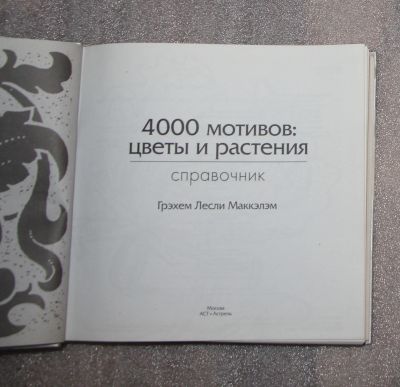 4000 мотивов:
цветы и растения
справочник
Грэхем Лесли Маккэлэм
Москва
АСТ • Астрель